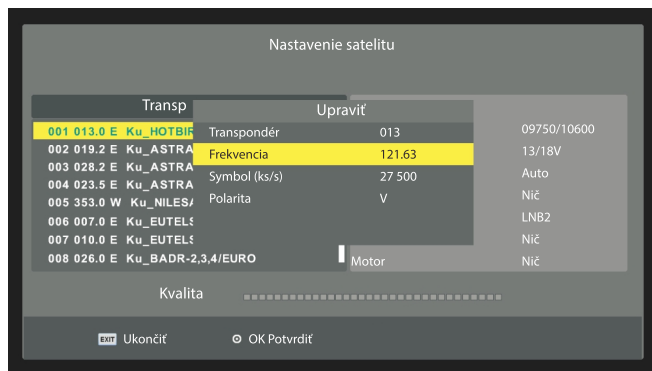 Nastavenie satelitu
Transp
Upraviť
001 013.0 E Ku_HOTBIR
002 019.2 E Ku_ASTRA
003 028.2 E Ku_ASTRA
004 023.5 E Ku_ASTRA
005 353.0 W Ku_NILESA
006 007.0 E Ku_EUTELS
007 010.0 E Ku_EUTELS
008 026.0 E Ku_BADR-2,3,4/EURO
Transpondér 013
Frekvencia 121.63
Symbol (ks/s) 27 500
Polarita V
09750/10600
13/18V
Auto
Nič
LNB2
Nič
Motor Nič
Kvalita
EXIT Ukončiť OK Potvrdiť